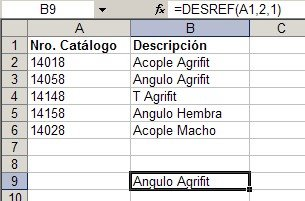 B9 fx =DESREF(A1,2,1)
A B C
1 Nro. Catálogo Descripción
2 14018 Acople Agrifit
3 14058 Angulo Agrifit
4 14148 T Agrifit
5 14158 Angulo Hembra
6 14028 Acople Macho
7
8
9 Angulo Agrifit
10